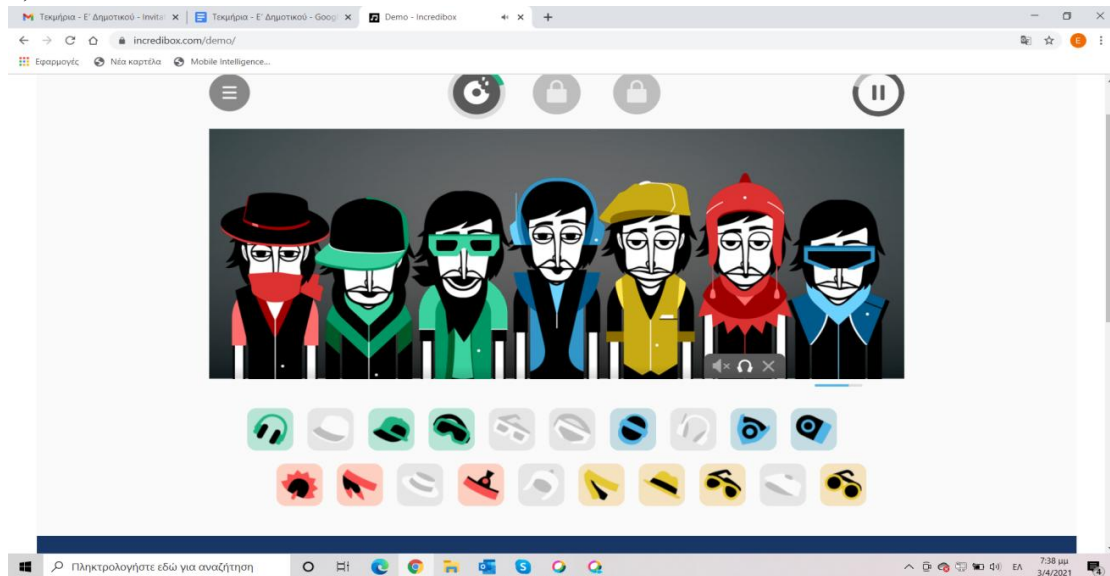 Τεκμήρια - Ε' Δημοτικού - Invita
Τεκμήρια - Ε' Δημοτικού - Goog
Demo - Incredibox
incredibox.com/demo/
E
Εφαρμογές
Νέα καρτέλα
Mobile Intelligence...
Πληκτρολογήστε εδώ για αναζήτηση
ΕΛ
7:38 μμ
3/4/2021